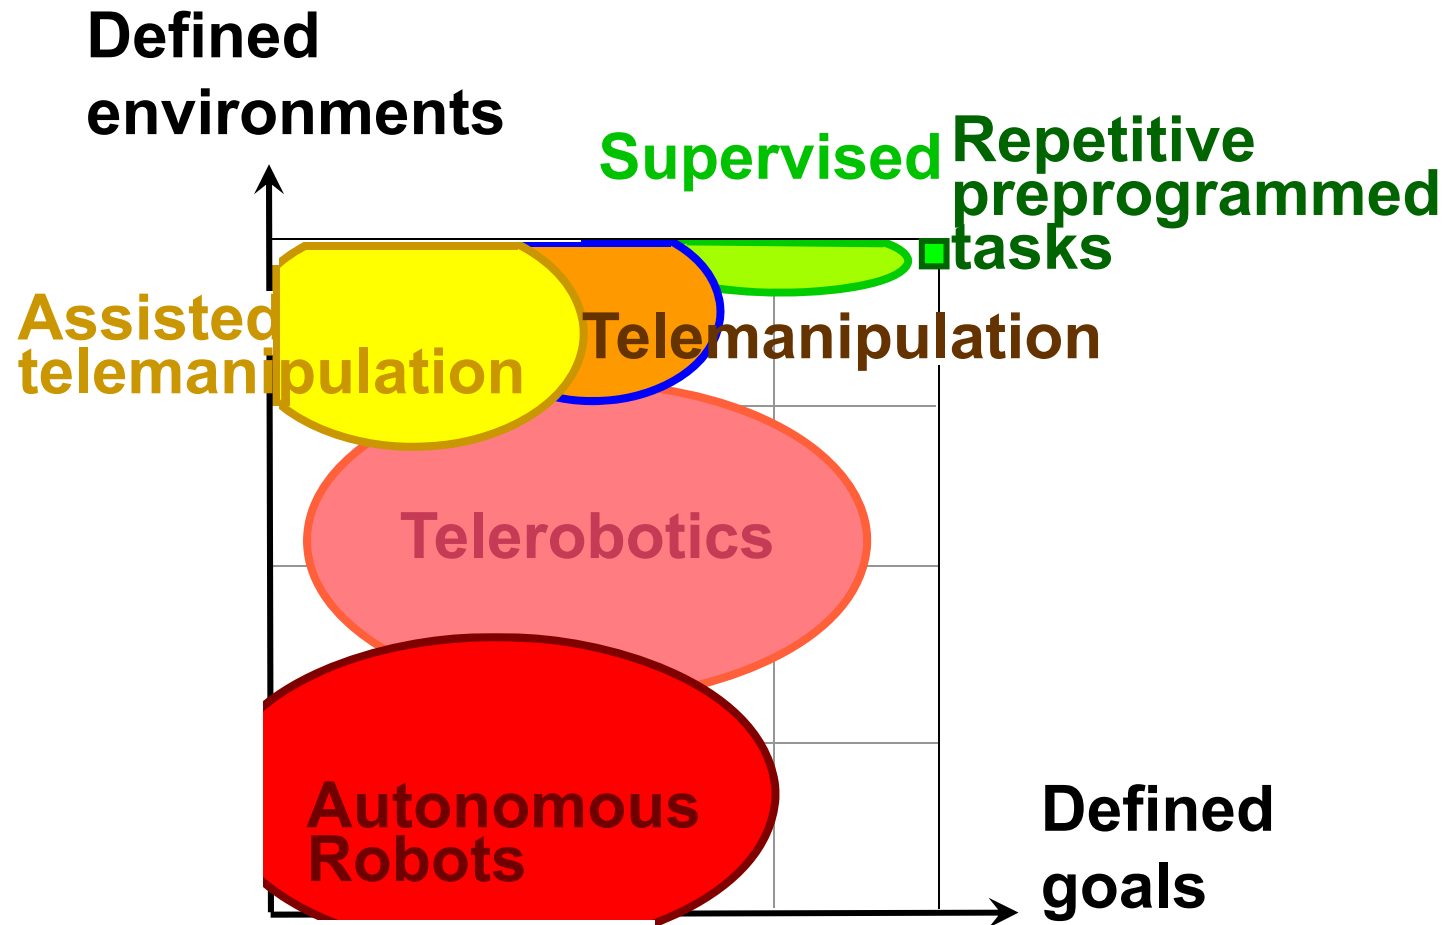 Defined
environments
Supervised
Repetitive
preprogrammed
tasks
Assisted
telemanipulation
Telemanipulation
Telerobotics
Autonomous
Robots
Defined
goals